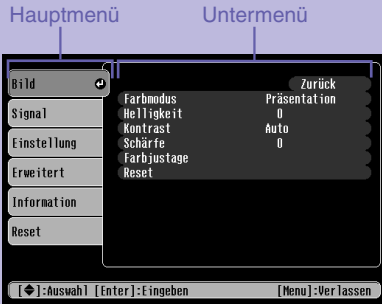 Hauptmenü Untermenü
Bild
Signal
Einstellung
Erweitert
Information
Reset
Zurück
Farbmodus Präsentation
Helligkeit 0
Kontrast Auto
Schärfe 0
Farbjustage
Reset
[◆]:Auswahl [Enter]:Eingeben [Menu]:Verlassen